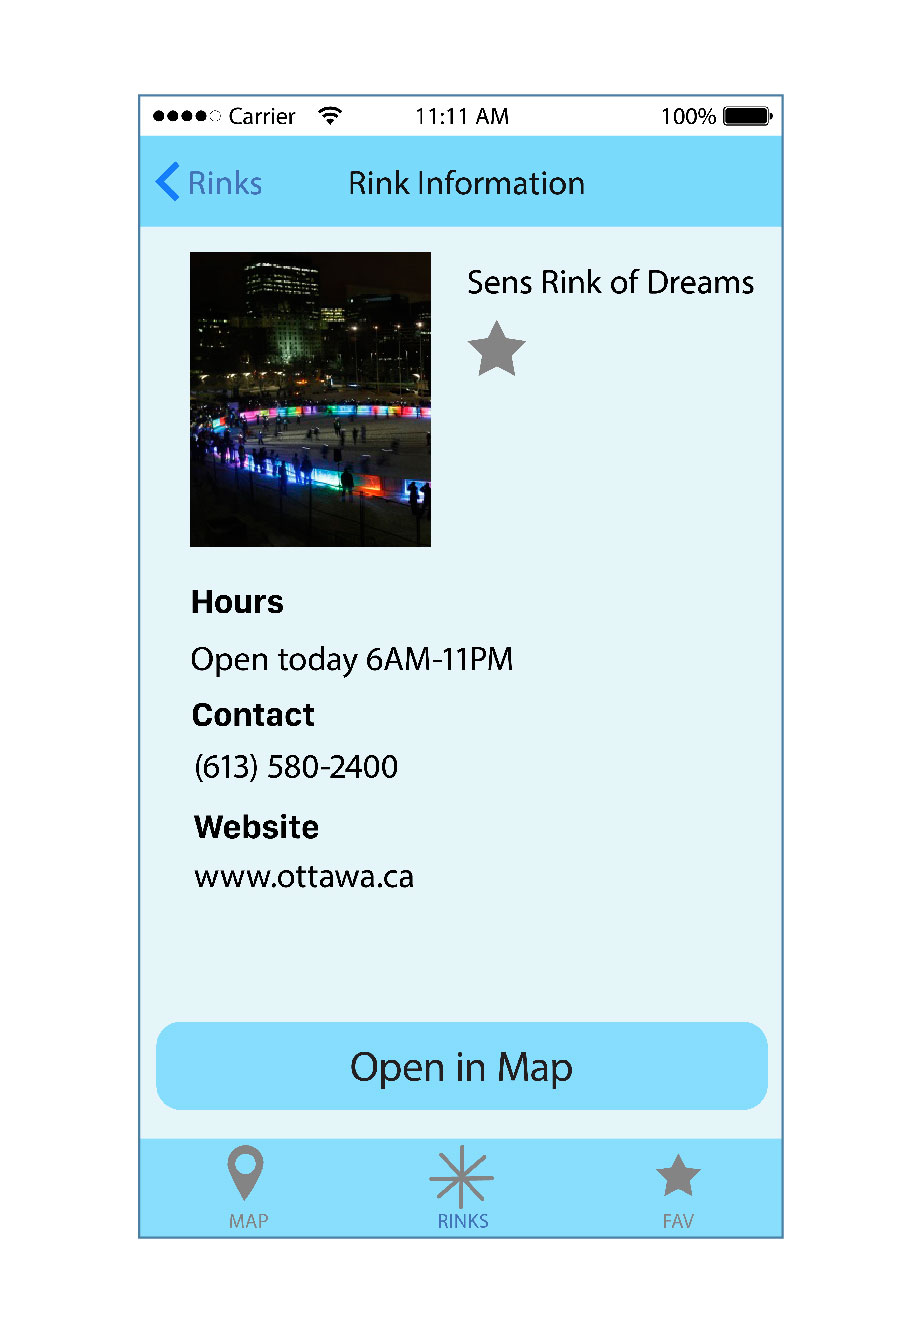 Carrier 11:11 AM 100%
Rinks Rink Information
Sens Rink of Dreams
Hours
Open today 6AM-11PM
Contact
(613) 580-2400
Website
www.ottawa.ca
Open in Map
MAP RINKS FAV